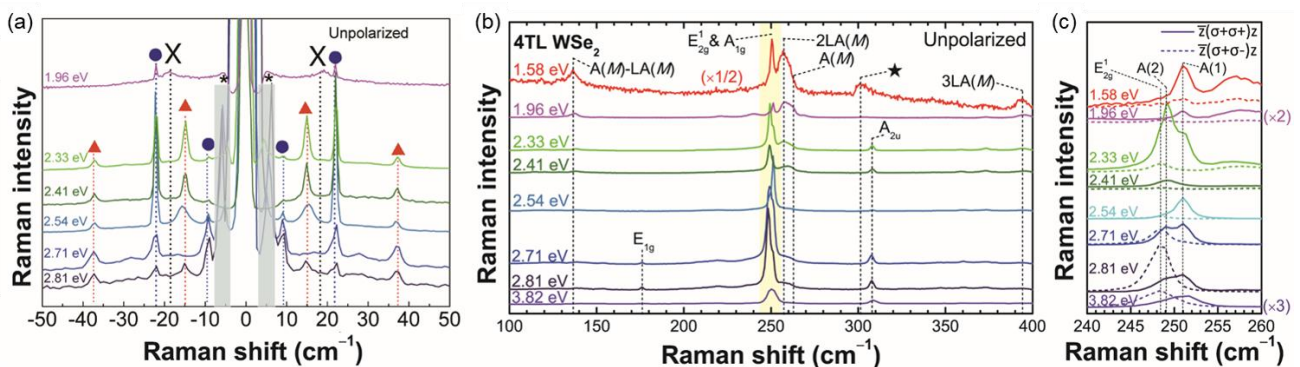 (a)
Unpolarized
X
X
*
*
1.96 eV
2.33 eV
2.41 eV
2.54 eV
2.71 eV
2.81 eV
Raman intensity
-50 -40 -30 -20 -10 0 10 20 30 40 50
Raman shift (cm⁻¹)
(b)
4TL WSe₂
E¹₂g & A₁g
2LA(M)
Unpolarized
A(M)-LA(M)
A(M)
★
(×1/2)
3LA(M)
1.58 eV
1.96 eV
A₂u
2.33 eV
2.41 eV
2.54 eV
E₁g
2.71 eV
2.81 eV
3.82 eV
Raman intensity
100 150 200 250 300 350 400
Raman shift (cm⁻¹)
(c)
z̅(σ+σ+)z
z̅(σ+σ-)z
E¹₂g A(2) A(1)
1.58 eV
1.96 eV
(×2)
2.33 eV
2.41 eV
2.54 eV
2.71 eV
2.81 eV
3.82 eV
(×3)
Raman intensity
240 245 250 255 260
Raman shift (cm⁻¹)